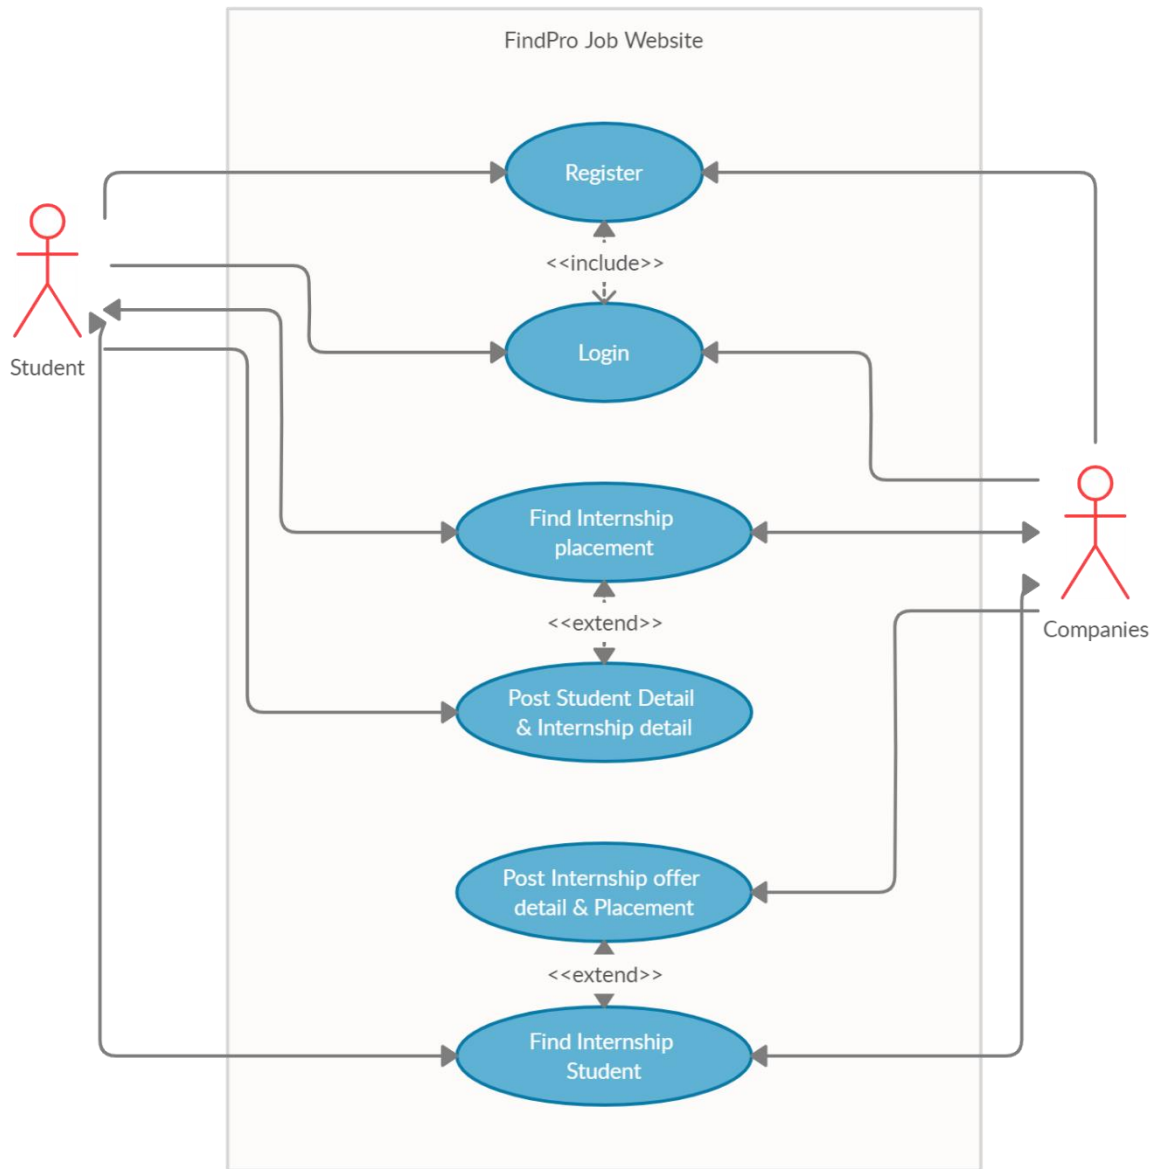 FindPro Job Website
Register
<<include>>
Student
Login
Find Internship
placement
<<extend>>
Companies
Post Student Detail
& Internship detail
Post Internship offer
detail & Placement
<<extend>>
Find Internship
Student